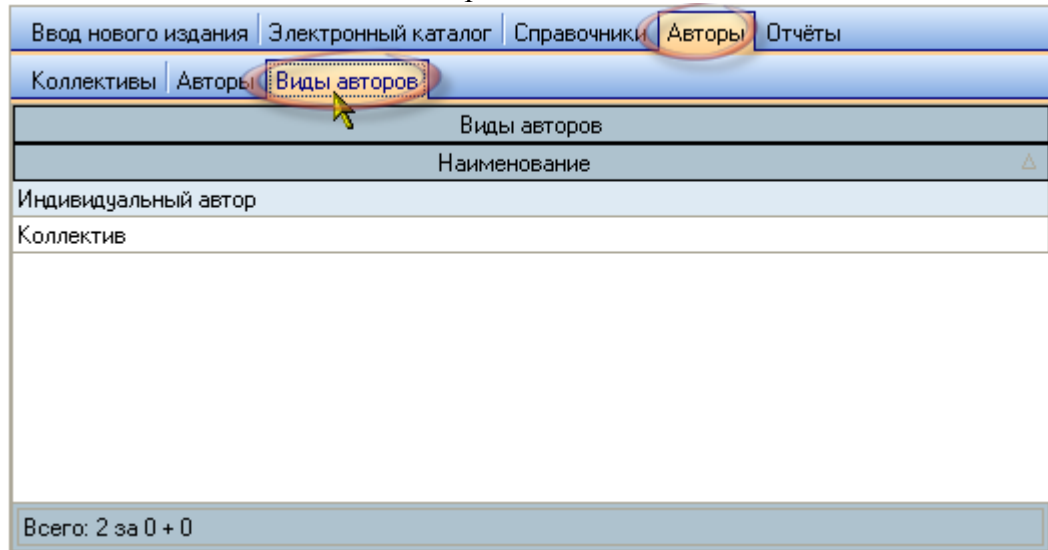 Ввод нового издания Электронный каталог Справочники Авторы Отчёты
Коллективы Авторы Виды авторов
Виды авторов
Наименование
Индивидуальный автор
Коллектив
Всего: 2 за 0 + 0